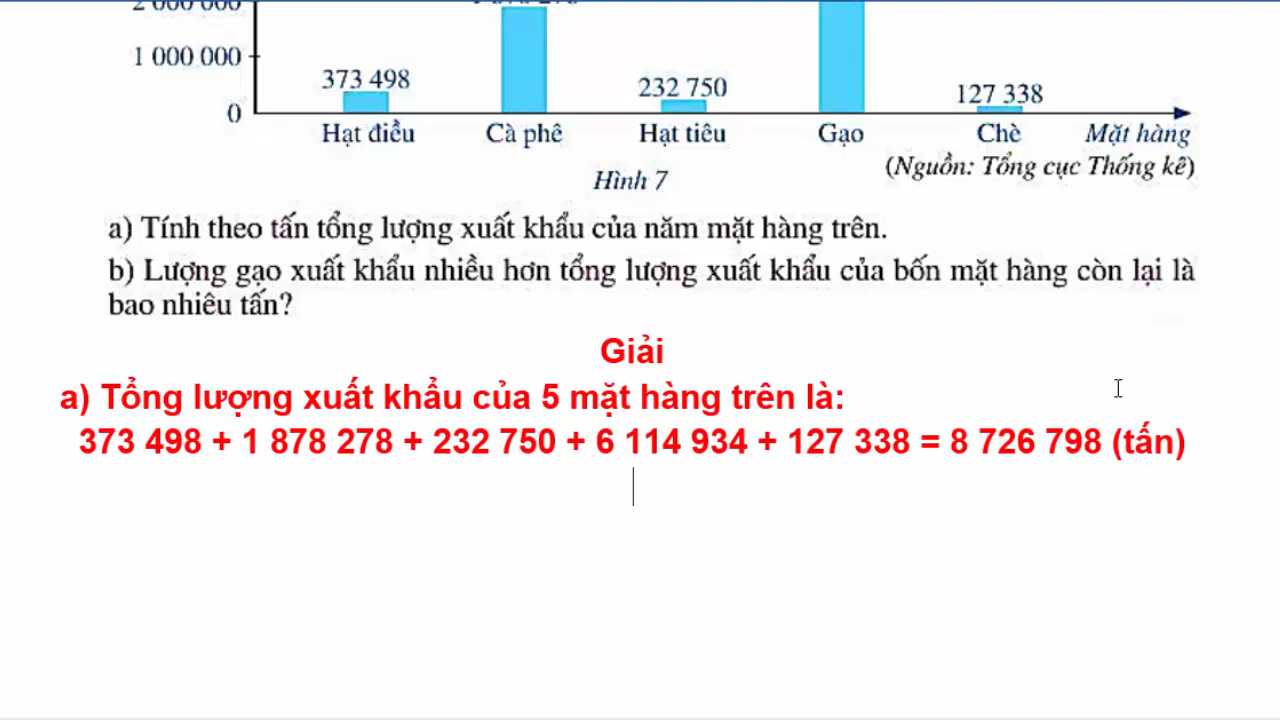 2 000 000
1 000 000
373 498
232 750
127 338
0
Hạt điều Cà phê Hạt tiêu Gạo Chè Mặt hàng
(Nguồn: Tổng cục Thống kê)
Hình 7
a) Tính theo tấn tổng lượng xuất khẩu của năm mặt hàng trên.
b) Lượng gạo xuất khẩu nhiều hơn tổng lượng xuất khẩu của bốn mặt hàng còn lại là
bao nhiêu tấn?
Giải
a) Tổng lượng xuất khẩu của 5 mặt hàng trên là:
373 498 + 1 878 278 + 232 750 + 6 114 934 + 127 338 = 8 726 798 (tấn)